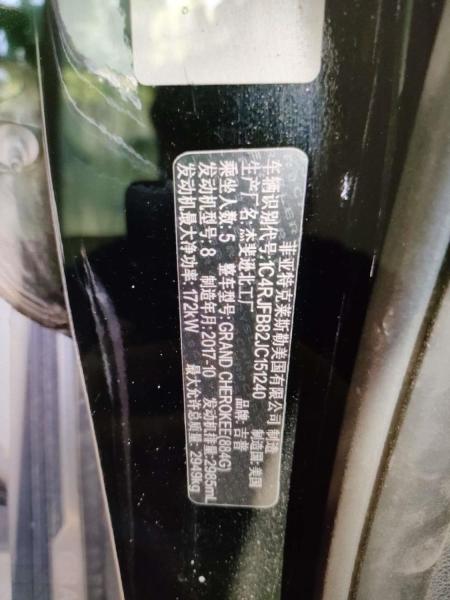 菲亚特克莱斯勒美国有限公司 制造
车辆识别代号:1C4RJFB82JC151240 制造国:美国
生产厂名:杰斐逊北工厂 品牌:吉普
乘坐人数:5 整车型号:GRAND CHEROKEE(884G)
发动机型号:8 制造年月:2017-10 发动机排量:2985mL
发动机最大净功率:172KW 最大允许总质量:2949kg